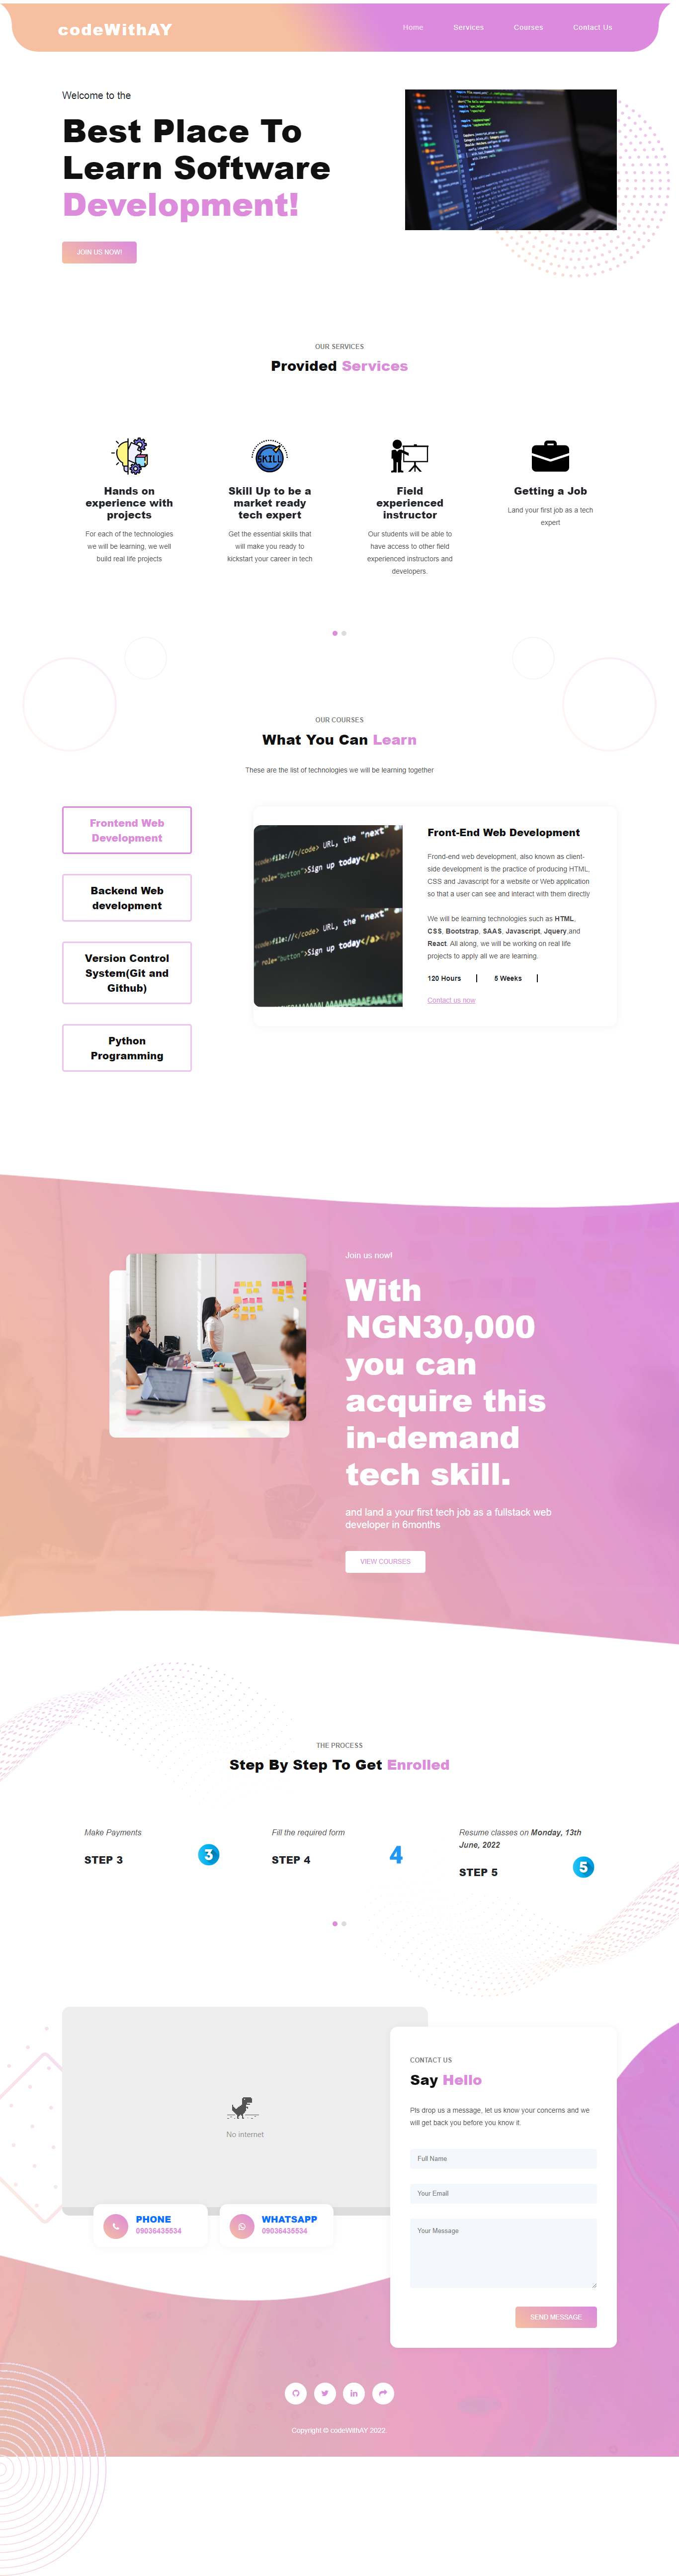 codeWithAY
Home Services Courses Contact Us
Welcome to the
Best Place To
Learn Software
Development!
JOIN US NOW!
OUR SERVICES
Provided Services
SKILL
Hands on
experience with
projects
For each of the technologies
we will be learning, we well
build real life projects
Skill Up to be a
market ready
tech expert
Get the essential skills that
will make you ready to
kickstart your career in tech
Field
experienced
instructor
Our students will be able to
have access to other field
experienced instructors and
developers.
Getting a Job
Land your first job as a tech
expert
OUR COURSES
What You Can Learn
These are the list of technologies we will be learning together
Frontend Web
Development
Backend Web
development
Version Control
System(Git and
Github)
Python
Programming
Front-End Web Development
Frond-end web development, also known as client-
side development is the practice of producing HTML,
CSS and Javascript for a website or Web application
so that a user can see and interact with them directly
We will be learning technologies such as HTML,
CSS, Bootstrap, SAAS, Javascript, Jquery,and
React. All along, we will be working on real life
projects to apply all we are learning.
120 Hours 5 Weeks
Contact us now
Join us now!
With
NGN30,000
you can
acquire this
in-demand
tech skill.
and land a your first tech job as a fullstack web
developer in 6months
VIEW COURSES
THE PROCESS
Step By Step To Get Enrolled
Make Payments
STEP 3
3
Fill the required form
STEP 4
4
Resume classes on Monday, 13th
June, 2022
STEP 5
5
No internet
PHONE
09036435534
WHATSAPP
09036435534
CONTACT US
Say Hello
Pls drop us a message, let us know your concerns and we
will get back you before you know it.
Full Name
Your Email
Your Message
SEND MESSAGE
Copyright © codeWithAY 2022.